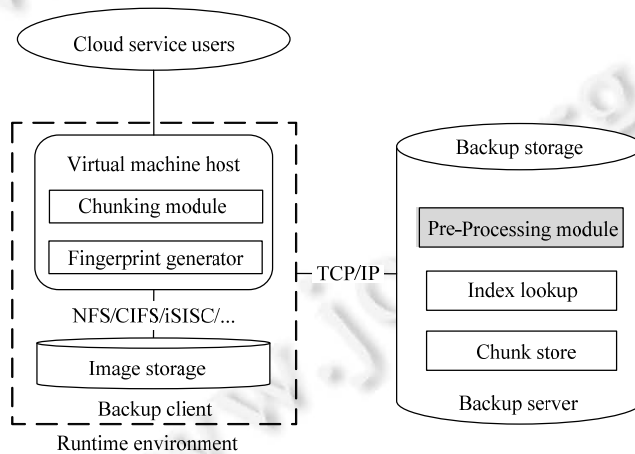 Cloud service users
Virtual machine host
Chunking module
Fingerprint generator
NFS/CIFS/iSISC/...
Image storage
Backup client
Runtime environment
TCP/IP
Backup storage
Pre-Processing module
Index lookup
Chunk store
Backup server